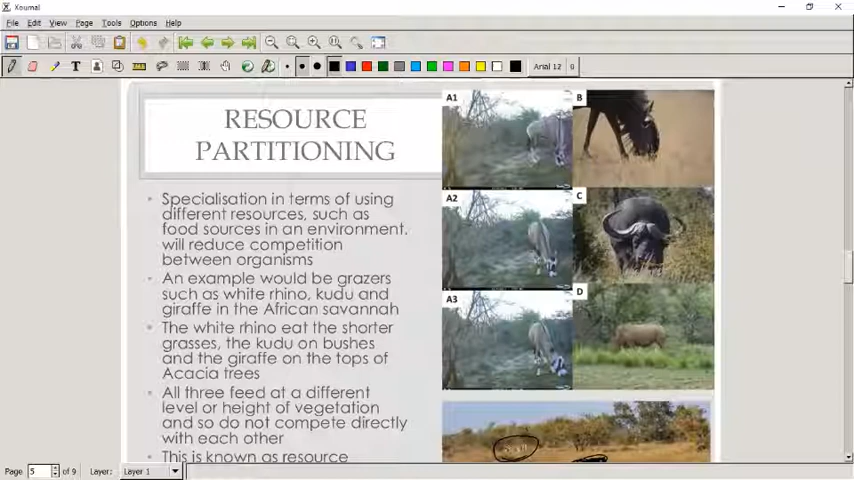 Xournal
File Edit View Page Tools Options Help
Arial 12
RESOURCE
PARTITIONING
Specialisation in terms of using
different resources, such as
food sources in an environment.
will reduce competition
between organisms
An example would be grazers
such as white rhino, kudu and
giraffe in the African savannah
The white rhino eat the shorter
grasses, the kudu on bushes
and the giraffe on the tops of
Acacia trees
All three feed at a different
level or height of vegetation
and so do not compete directly
with each other
This is known as resource
A1
B
A2
C
A3
D
Page 5 of 9 Layer: Layer 1